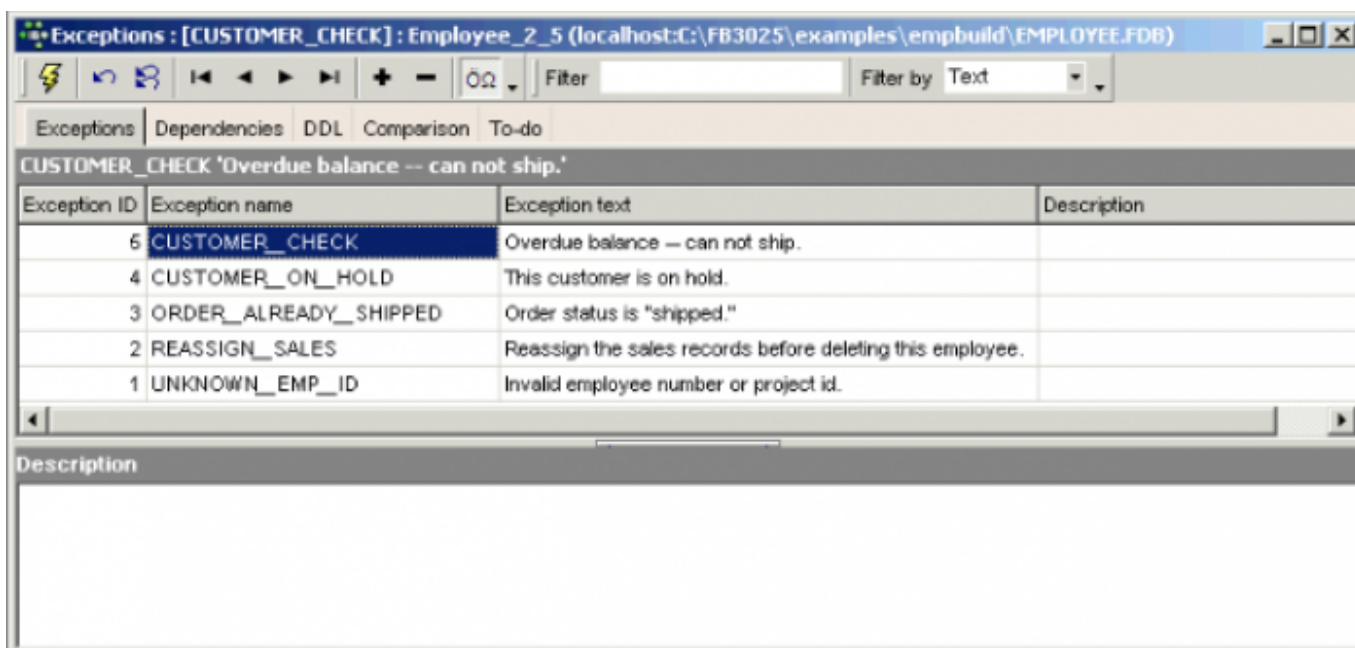 Exceptions : [CUSTOMER_CHECK] : Employee_2_5 (localhost:C:\FB3025\examples\empbuild\EMPLOYEE.FDB)
ÖΩ Filter Filter by Text
Exceptions Dependencies DDL Comparison To-do
CUSTOMER_CHECK 'Overdue balance -- can not ship.'
Exception ID Exception name Exception text Description
5 CUSTOMER_CHECK Overdue balance -- can not ship.
4 CUSTOMER_ON_HOLD This customer is on hold.
3 ORDER_ALREADY_SHIPPED Order status is "shipped."
2 REASSIGN_SALES Reassign the sales records before deleting this employee.
1 UNKNOWN_EMP_ID Invalid employee number or project id.
Description